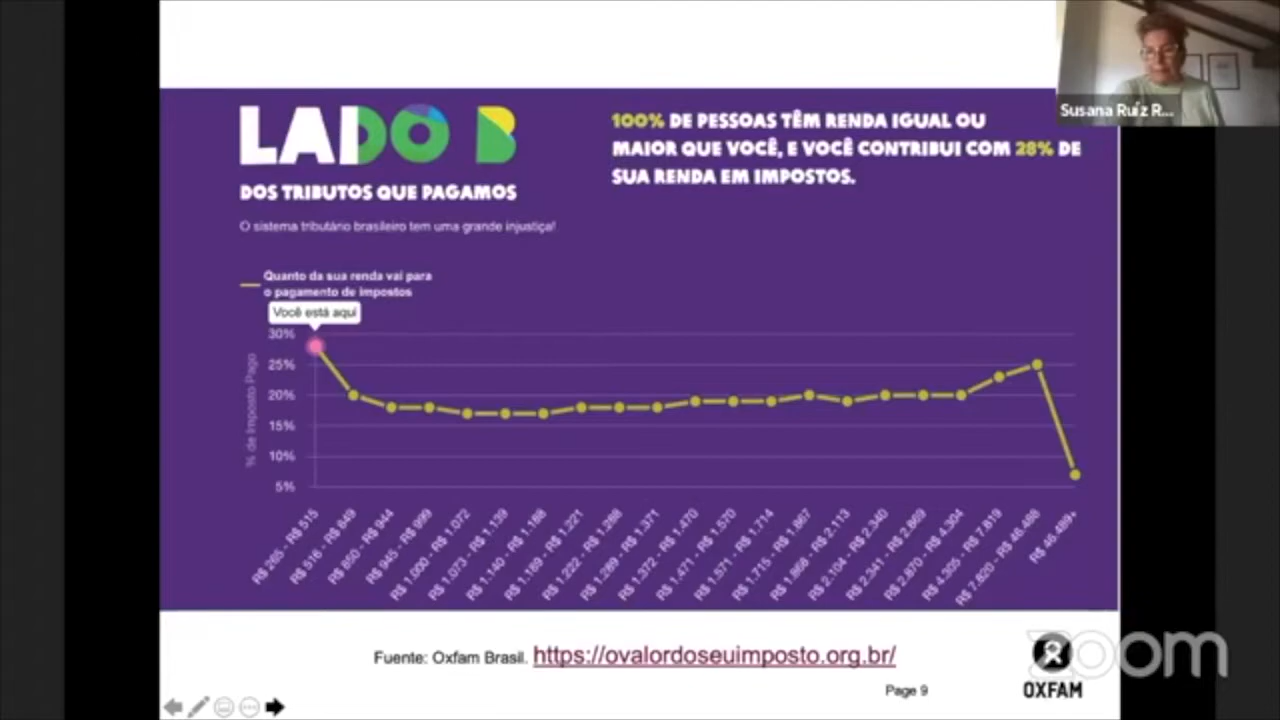 LADO B
DOS TRIBUTOS QUE PAGAMOS
O sistema tributário brasileiro tem uma grande injustiça!
100% DE PESSOAS TÊM RENDA IGUAL OU
MAIOR QUE VOCÊ, E VOCÊ CONTRIBUI COM 28% DE
SUA RENDA EM IMPOSTOS.
Susana Ruíz R...
Quanto da sua renda vai para
o pagamento de impostos
Você está aqui
% de Imposto Pago
30%
25%
20%
15%
10%
5%
R$ 265 - R$ 515
R$ 516 - R$ 849
R$ 850 - R$ 944
R$ 945 - R$ 999
R$ 1.000 - R$ 1.072
R$ 1.073 - R$ 1.139
R$ 1.140 - R$ 1.188
R$ 1.189 - R$ 1.221
R$ 1.222 - R$ 1.288
R$ 1.289 - R$ 1.371
R$ 1.372 - R$ 1.470
R$ 1.471 - R$ 1.570
R$ 1.571 - R$ 1.714
R$ 1.715 - R$ 1.867
R$ 1.868 - R$ 2.113
R$ 2.104 - R$ 2.340
R$ 2.341 - R$ 2.869
R$ 2.870 - R$ 4.304
R$ 4.305 - R$ 7.819
R$ 7.820 - R$ 46.488
R$ 46.489+
Fuente: Oxfam Brasil. https://ovalordoseuimposto.org.br/
Page 9
OXFAM
zoom